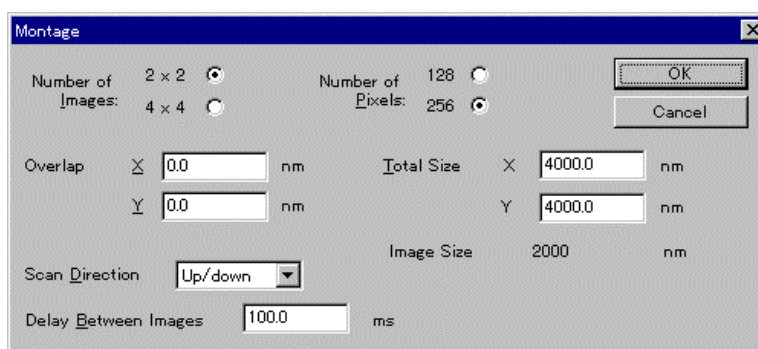 Montage
Number of Images: 2 × 2 4 × 4
Number of Pixels: 128 256
OK
Cancel
Overlap X 0.0 nm
Y 0.0 nm
Total Size X 4000.0 nm
Y 4000.0 nm
Image Size 2000 nm
Scan Direction Up/down
Delay Between Images 100.0 ms